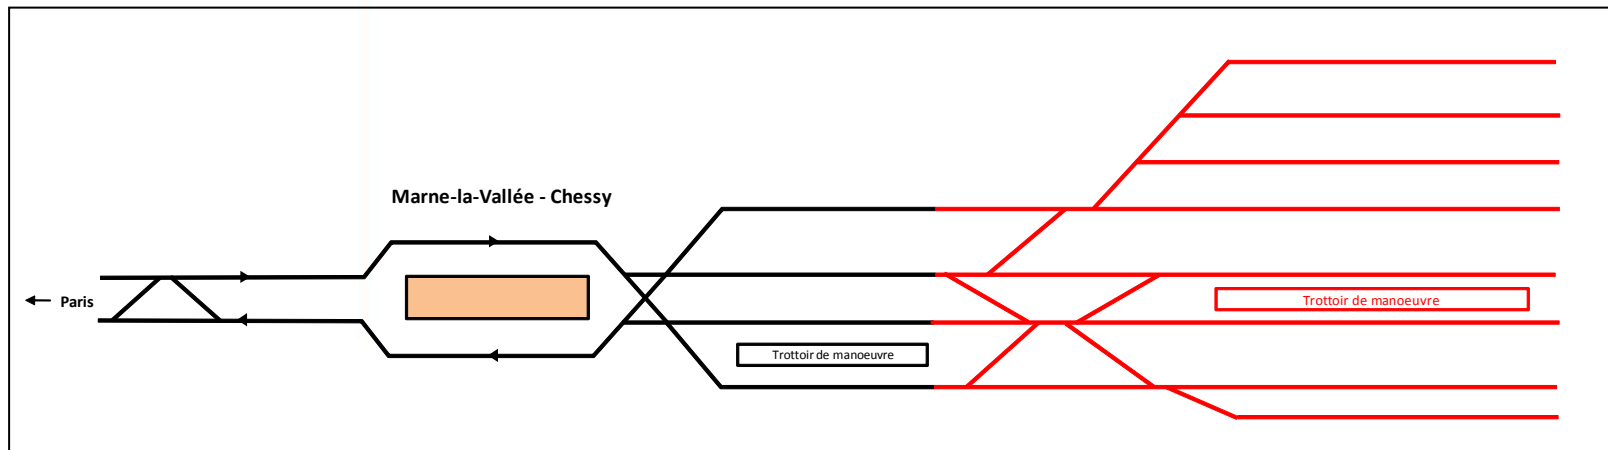 Marne-la-Vallée - Chessy
Paris
Trottoir de manoeuvre
Trottoir de manoeuvre